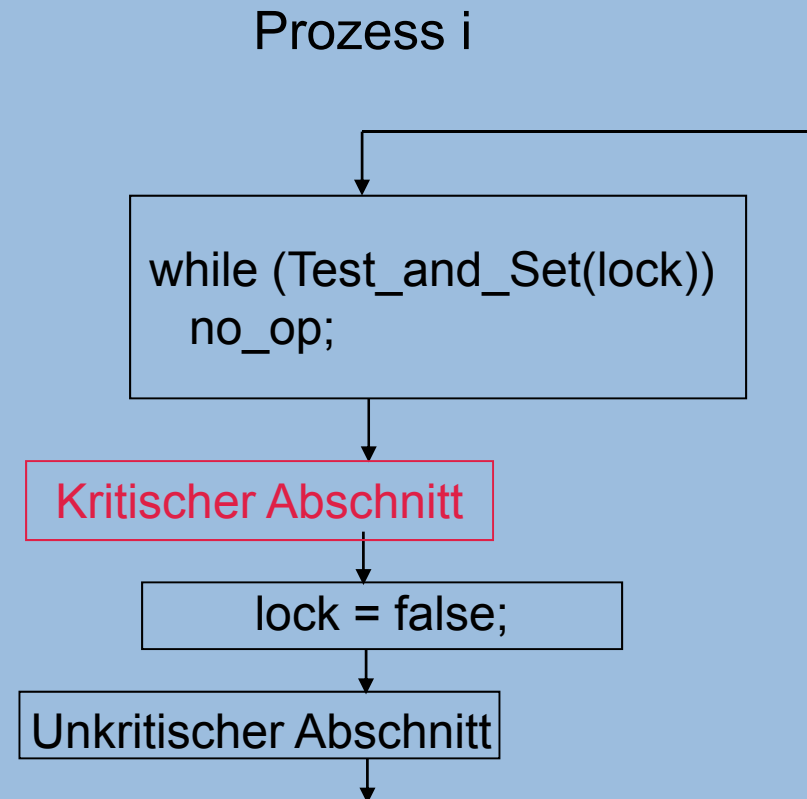 Prozess i
while (Test_and_Set(lock))
no_op;
Kritischer Abschnitt
lock = false;
Unkritischer Abschnitt